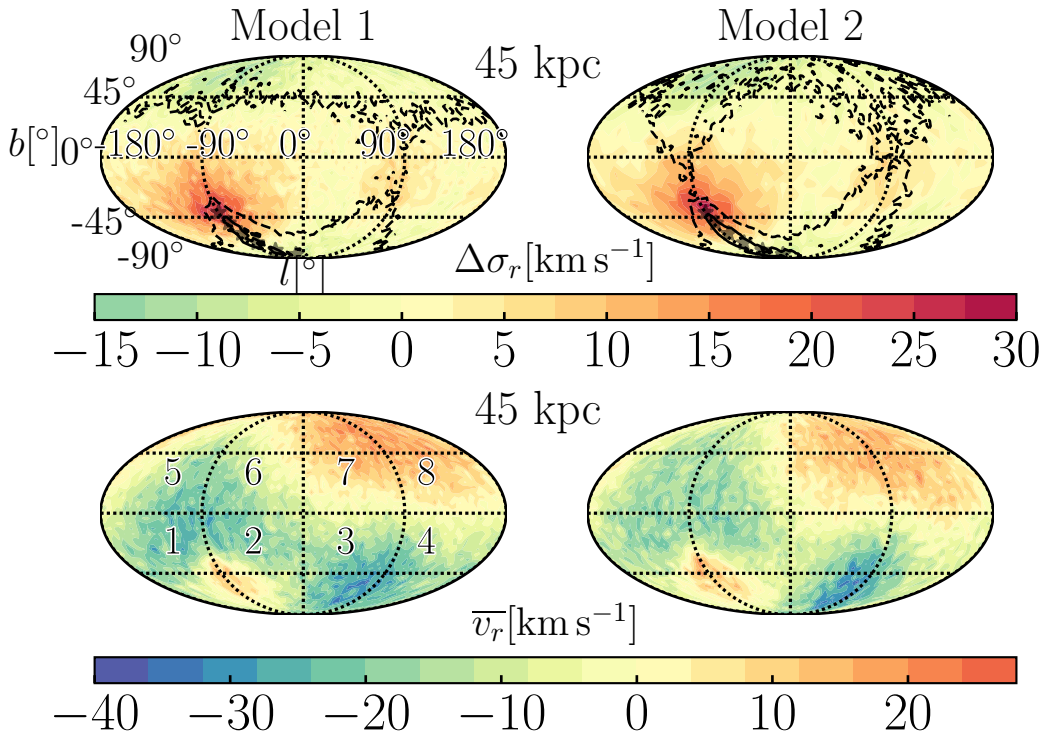 Model 1 Model 2
90° 45 kpc
45°
b[°] 0° -180° -90° 0° 90° 180°
-45°
-90°
l[°] Δσ_r[km s⁻¹]
−15 −10 −5 0 5 10 15 20 25 30
45 kpc
5 6 7 8
1 2 3 4
v̅_r̅[km s⁻¹]
−40 −30 −20 −10 0 10 20